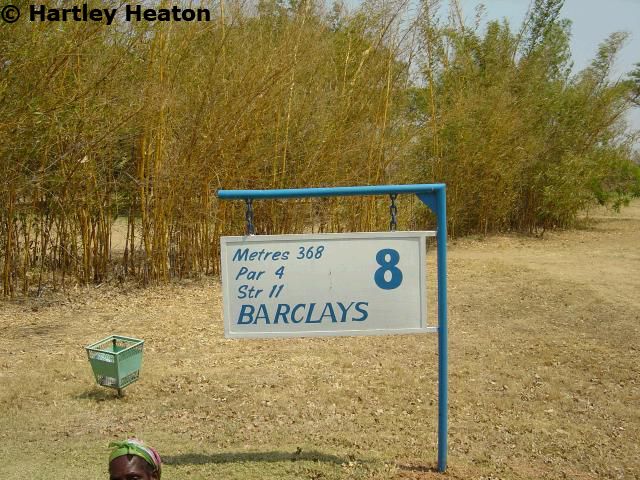 © Hartley Heaton
Metres 368
Par 4
Str 11
8
BARCLAYS